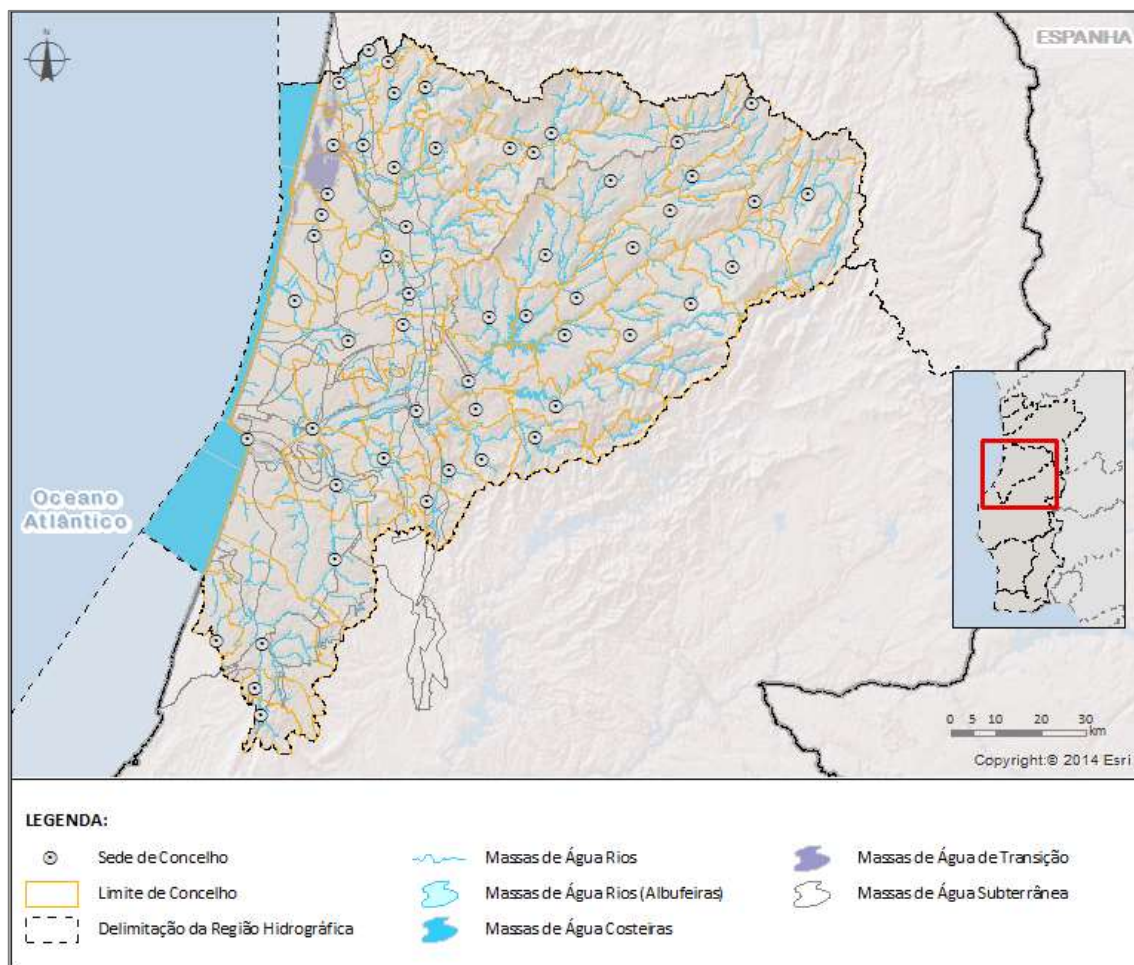 N
ESPANHA
Oceano
Atlântico
0 5 10 20 30
km
Copyright:© 2014 Esri
LEGENDA:
Sede de Concelho
Massas de Água Rios
Massas de Água de Transição
Limite de Concelho
Massas de Água Rios (Albufeiras)
Massas de Água Subterrânea
Delimitação da Região Hidrográfica
Massas de Água Costeiras